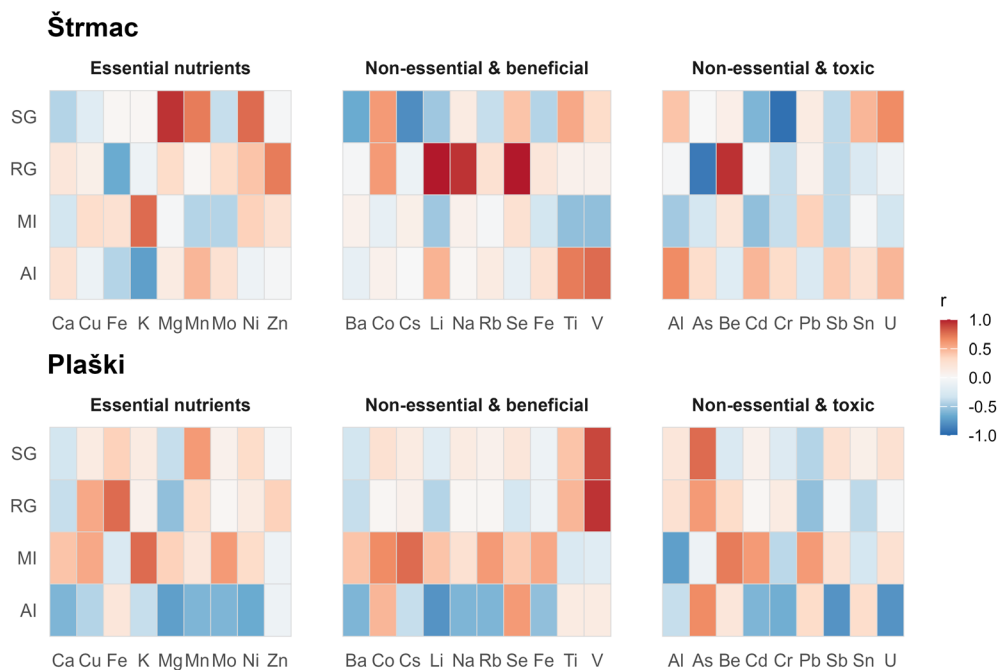 Štrmac
Essential nutrients
Non-essential & beneficial
Non-essential & toxic
SG
RG
MI
AI
Ca Cu Fe K Mg Mn Mo Ni Zn
Ba Co Cs Li Na Rb Se Fe Ti V
Al As Be Cd Cr Pb Sb Sn U
r
1.0
0.5
0.0
-0.5
-1.0
Plaški
Essential nutrients
Non-essential & beneficial
Non-essential & toxic
SG
RG
MI
AI
Ca Cu Fe K Mg Mn Mo Ni Zn
Ba Co Cs Li Na Rb Se Fe Ti V
Al As Be Cd Cr Pb Sb Sn U